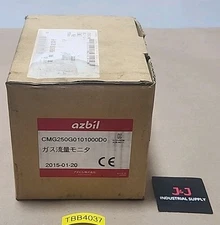 azbil
CMG250G0101000D0
ガス流量モニタ
2015-01-20
CE
J&J
INDUSTRIAL SUPPLY
TBB4037